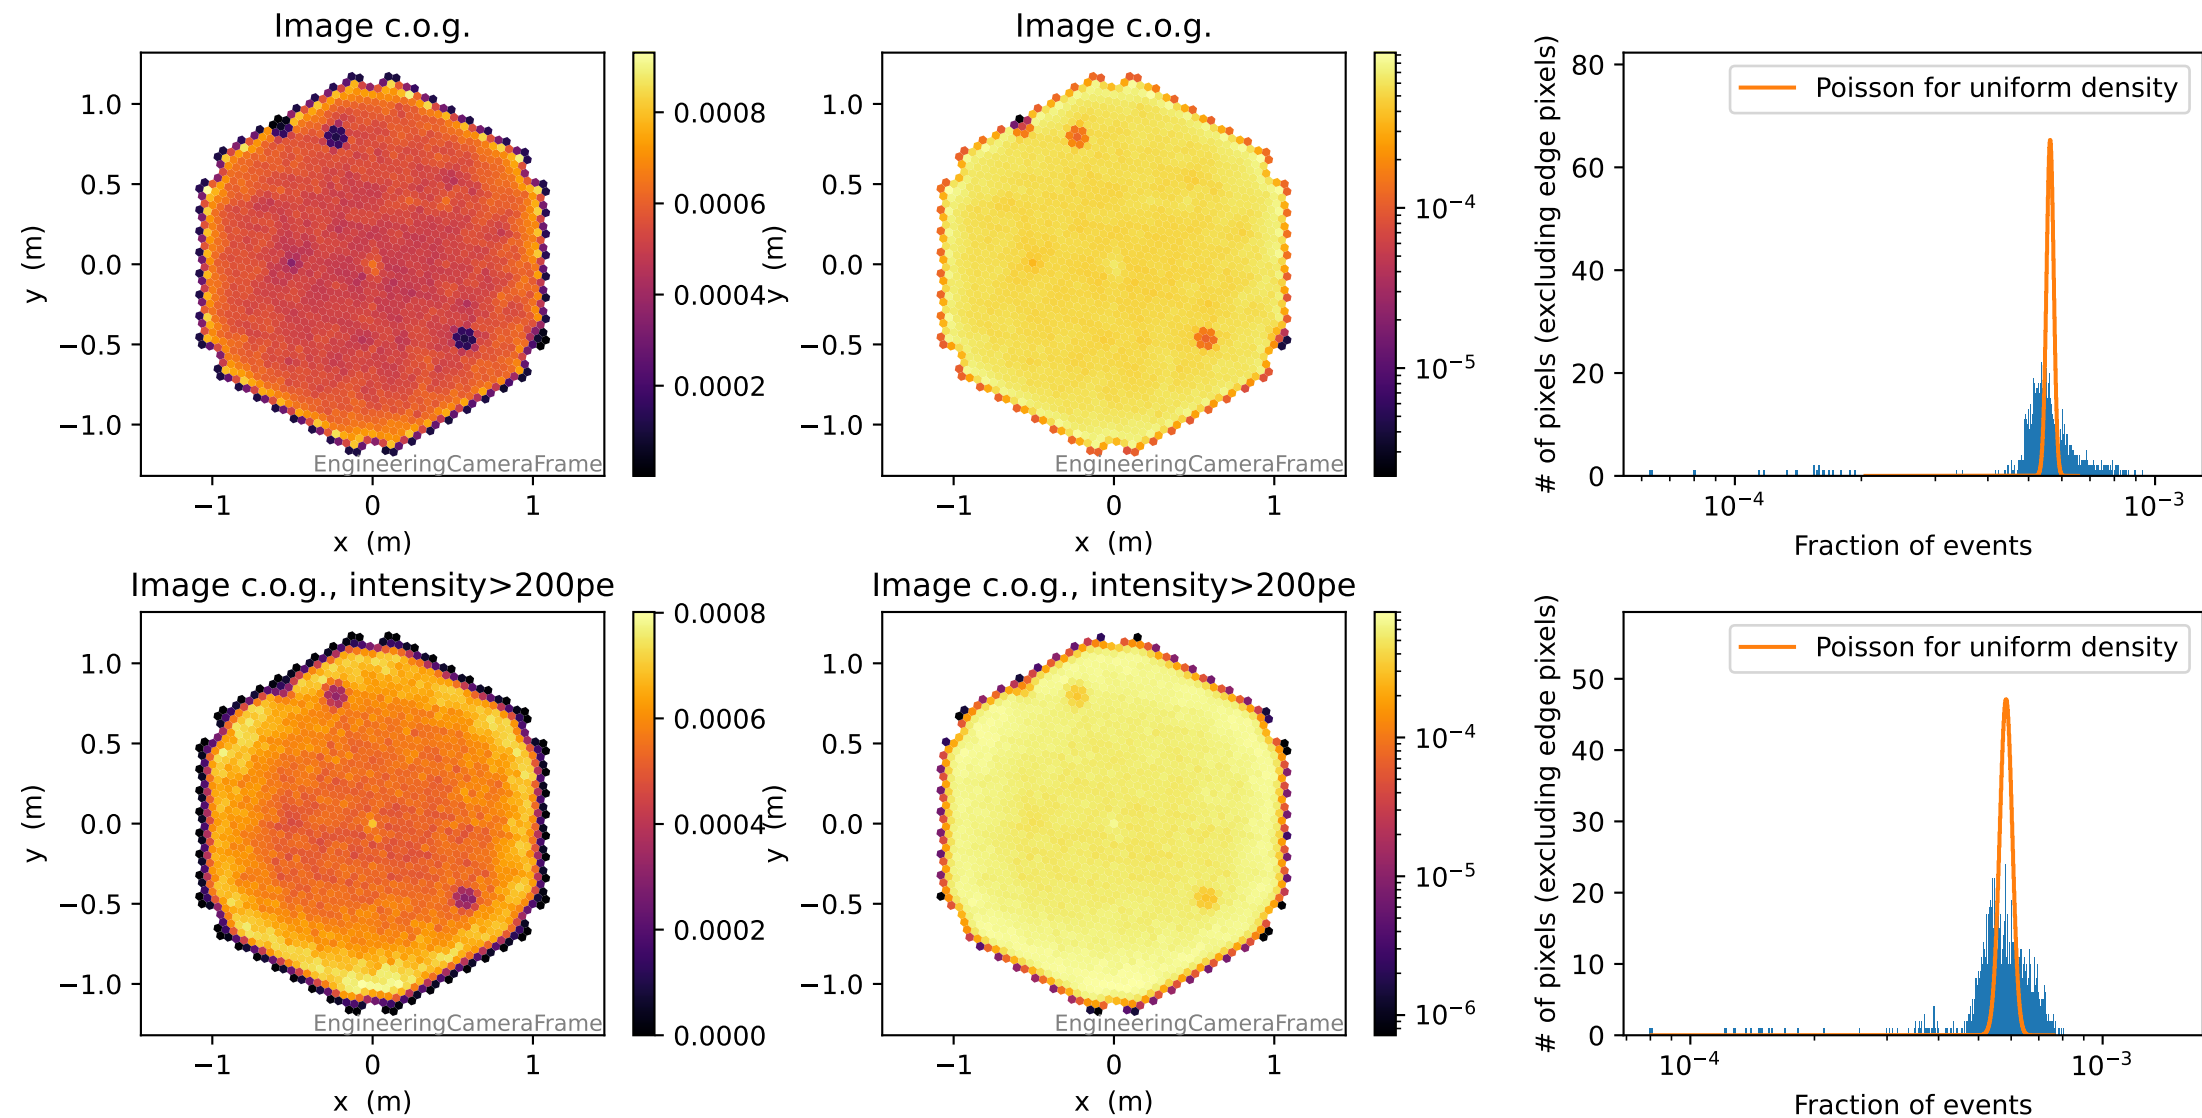 Image c.o.g.
y (m)
1.0
0.5
0.0
−0.5
−1.0
EngineeringCameraFrame
−1 0 1
x (m)
0.0008
0.0006
0.0004
0.0002
Image c.o.g.
y (m)
1.0
0.5
0.0
−0.5
−1.0
EngineeringCameraFrame
−1 0 1
x (m)
10−4
10−5
# of pixels (excluding edge pixels)
80
60
40
20
0
Poisson for uniform density
10−4 10−3
Fraction of events
Image c.o.g., intensity>200pe
y (m)
1.0
0.5
0.0
−0.5
−1.0
EngineeringCameraFrame
−1 0 1
x (m)
0.0008
0.0006
0.0004
0.0002
0.0000
Image c.o.g., intensity>200pe
y (m)
1.0
0.5
0.0
−0.5
−1.0
EngineeringCameraFrame
−1 0 1
x (m)
10−4
10−5
10−6
# of pixels (excluding edge pixels)
50
40
30
20
10
0
Poisson for uniform density
10−4 10−3
Fraction of events